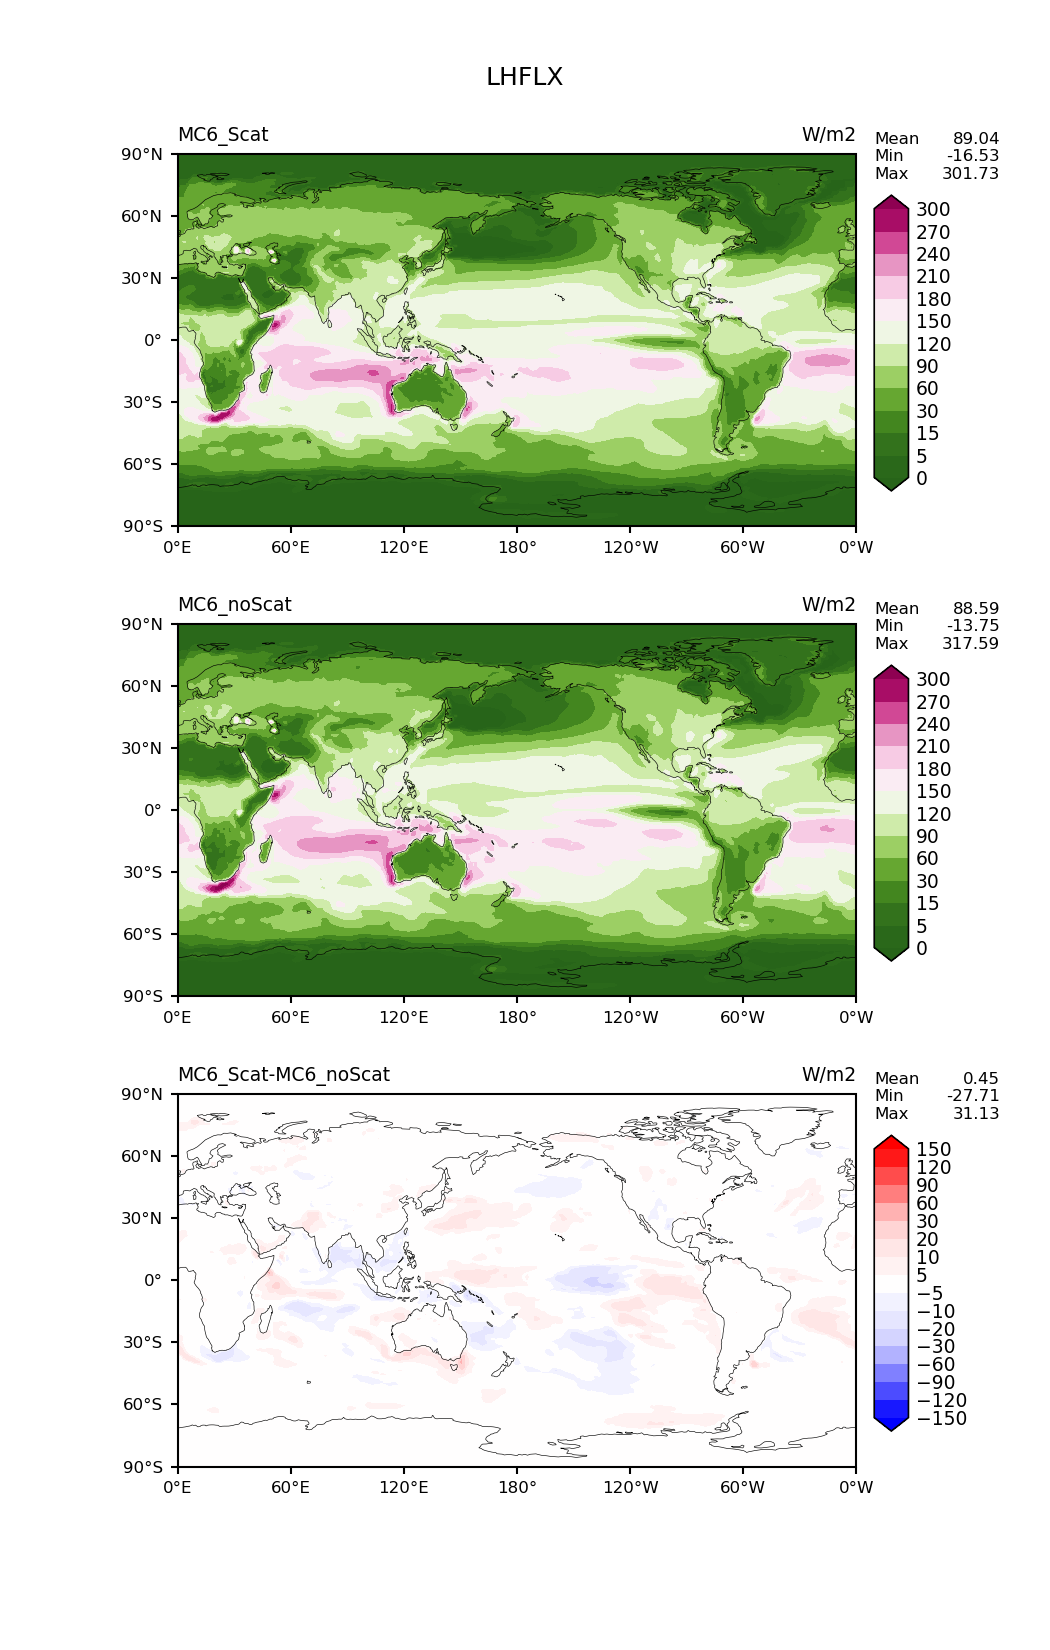 LHFLX
MC6_Scat W/m2
Mean 89.04
Min -16.53
Max 301.73
90°N
60°N
30°N
0°
30°S
60°S
90°S
0°E 60°E 120°E 180° 120°W 60°W 0°W
300
270
240
210
180
150
120
90
60
30
15
5
0
MC6_noScat W/m2
Mean 88.59
Min -13.75
Max 317.59
90°N
60°N
30°N
0°
30°S
60°S
90°S
0°E 60°E 120°E 180° 120°W 60°W 0°W
300
270
240
210
180
150
120
90
60
30
15
5
0
MC6_Scat-MC6_noScat W/m2
Mean 0.45
Min -27.71
Max 31.13
90°N
60°N
30°N
0°
30°S
60°S
90°S
0°E 60°E 120°E 180° 120°W 60°W 0°W
150
120
90
60
30
20
10
5
−5
−10
−20
−30
−60
−90
−120
−150